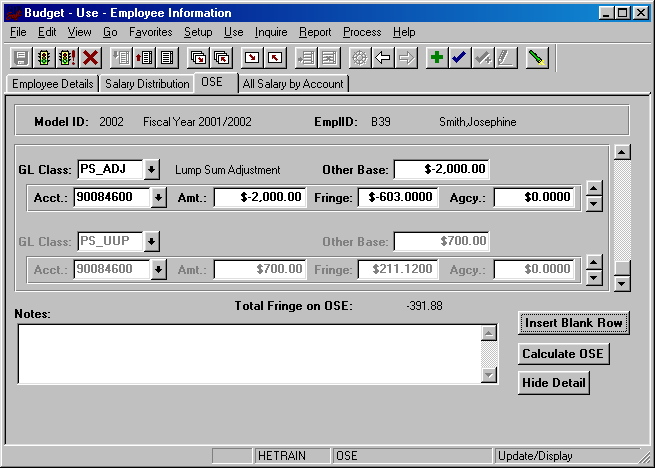 Budget - Use - Employee Information
File Edit View Go Favorites Setup Use Inquire Report Process Help
Employee Details Salary Distribution OSE All Salary by Account
Model ID: 2002 Fiscal Year 2001/2002 EmplID: B39 Smith,Josephine
GL Class: PS_ADJ Lump Sum Adjustment Other Base: $-2,000.00
Acct.: 90084600 Amt.: $-2,000.00 Fringe: $-603.0000 Agcy.: $0.0000
GL Class: PS_UUP Other Base: $700.00
Acct.: 90084600 Amt.: $700.00 Fringe: $211.1200 Agcy.: $0.0000
Total Fringe on OSE: -391.88
Notes:
Insert Blank Row
Calculate OSE
Hide Detail
HETRAIN OSE Update/Display